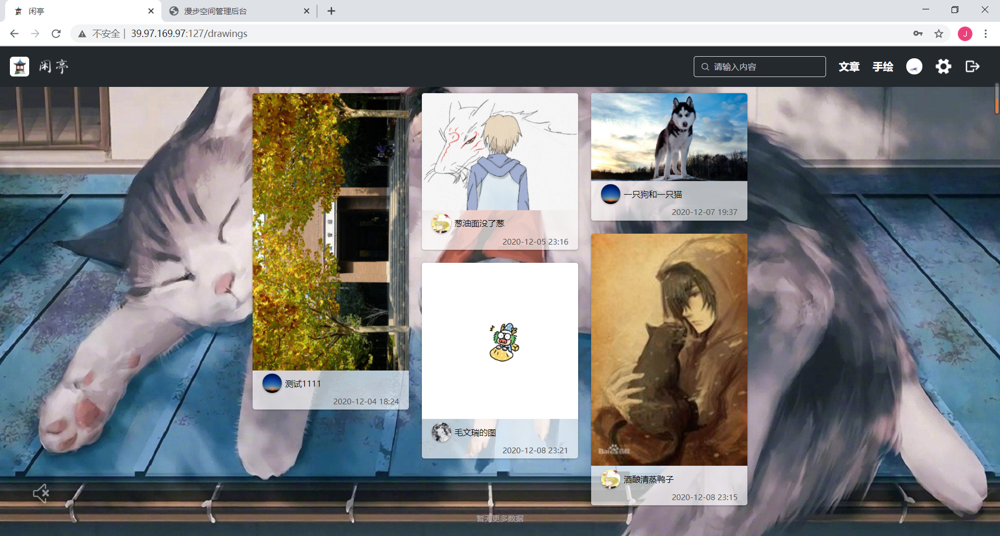 闲亭
漫步空间管理后台
不安全 | 39.97.169.97:127/drawings
J
闲亭
请输入内容
文章
手绘
测试1111
2020-12-04 18:24
葱油面没了葱
2020-12-05 23:16
毛文瑞的图
2020-12-08 23:21
一只狗和一只猫
2020-12-07 19:37
酒酿清蒸鸭子
2020-12-08 23:15
暂无更多数据